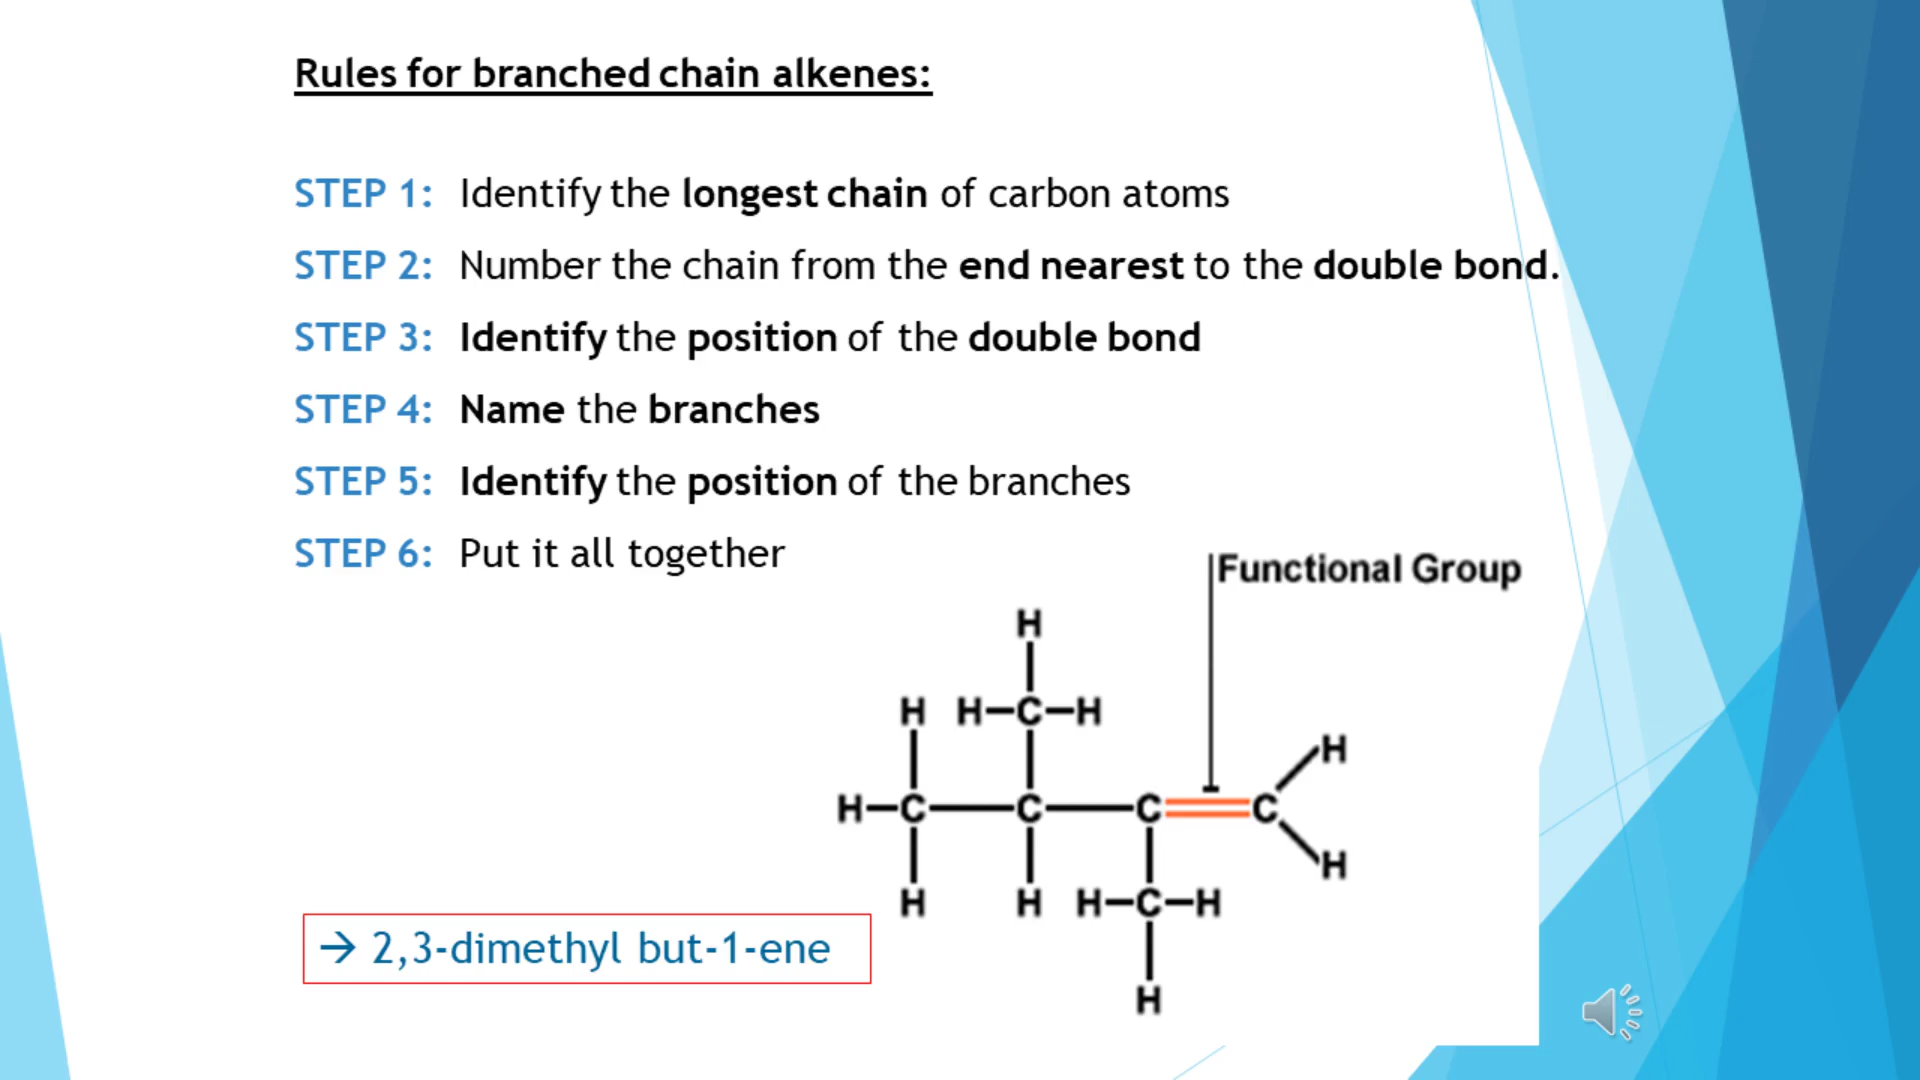 Rules for branched chain alkenes:
STEP 1: Identify the longest chain of carbon atoms
STEP 2: Number the chain from the end nearest to the double bond.
STEP 3: Identify the position of the double bond
STEP 4: Name the branches
STEP 5: Identify the position of the branches
STEP 6: Put it all together
Functional Group
H
H H-C-H
H
H-C-C-C=C
H
H H H-C-H
H
→ 2,3-dimethyl but-1-ene